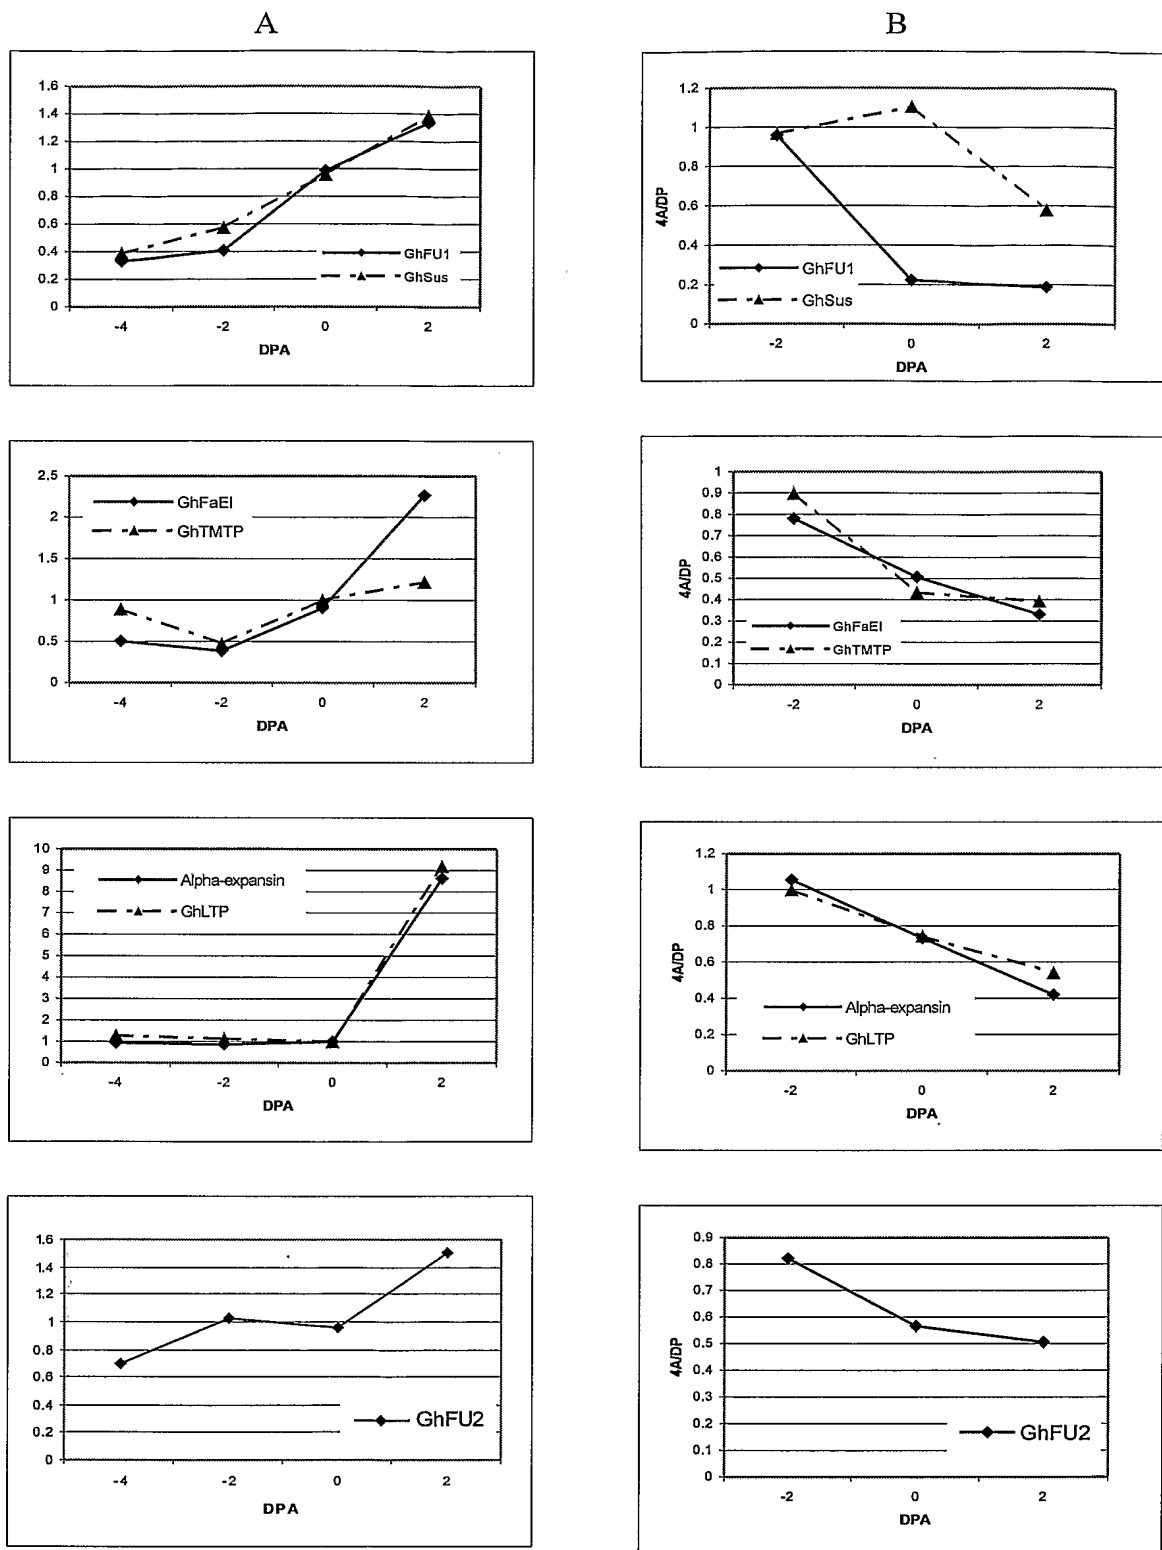 A
1.6
1.4
1.2
1
0.8
0.6
0.4
0.2
0
GhFU1
GhSus
-4 -2 0 2
DPA
2.5
2
1.5
1
0.5
0
GhFaEl
GhTMTP
-4 -2 0 2
DPA
10
9
8
7
6
5
4
3
2
1
0
Alpha-expansin
GhLTP
-4 -2 0 2
DPA
1.6
1.4
1.2
1
0.8
0.6
0.4
0.2
0
GhFU2
-4 -2 0 2
DPA
B
4A/DP
1.2
1
0.8
0.6
0.4
0.2
0
GhFU1
GhSus
-2 0 2
DPA
4A/DP
1
0.9
0.8
0.7
0.6
0.5
0.4
0.3
0.2
0.1
0
GhFaEl
GhTMTP
-2 0 2
DPA
4A/DP
1.2
1
0.8
0.6
0.4
0.2
0
Alpha-expansin
GhLTP
-2 0 2
DPA
4A/DP
0.9
0.8
0.7
0.6
0.5
0.4
0.3
0.2
0.1
0
GhFU2
-2 0 2
DPA